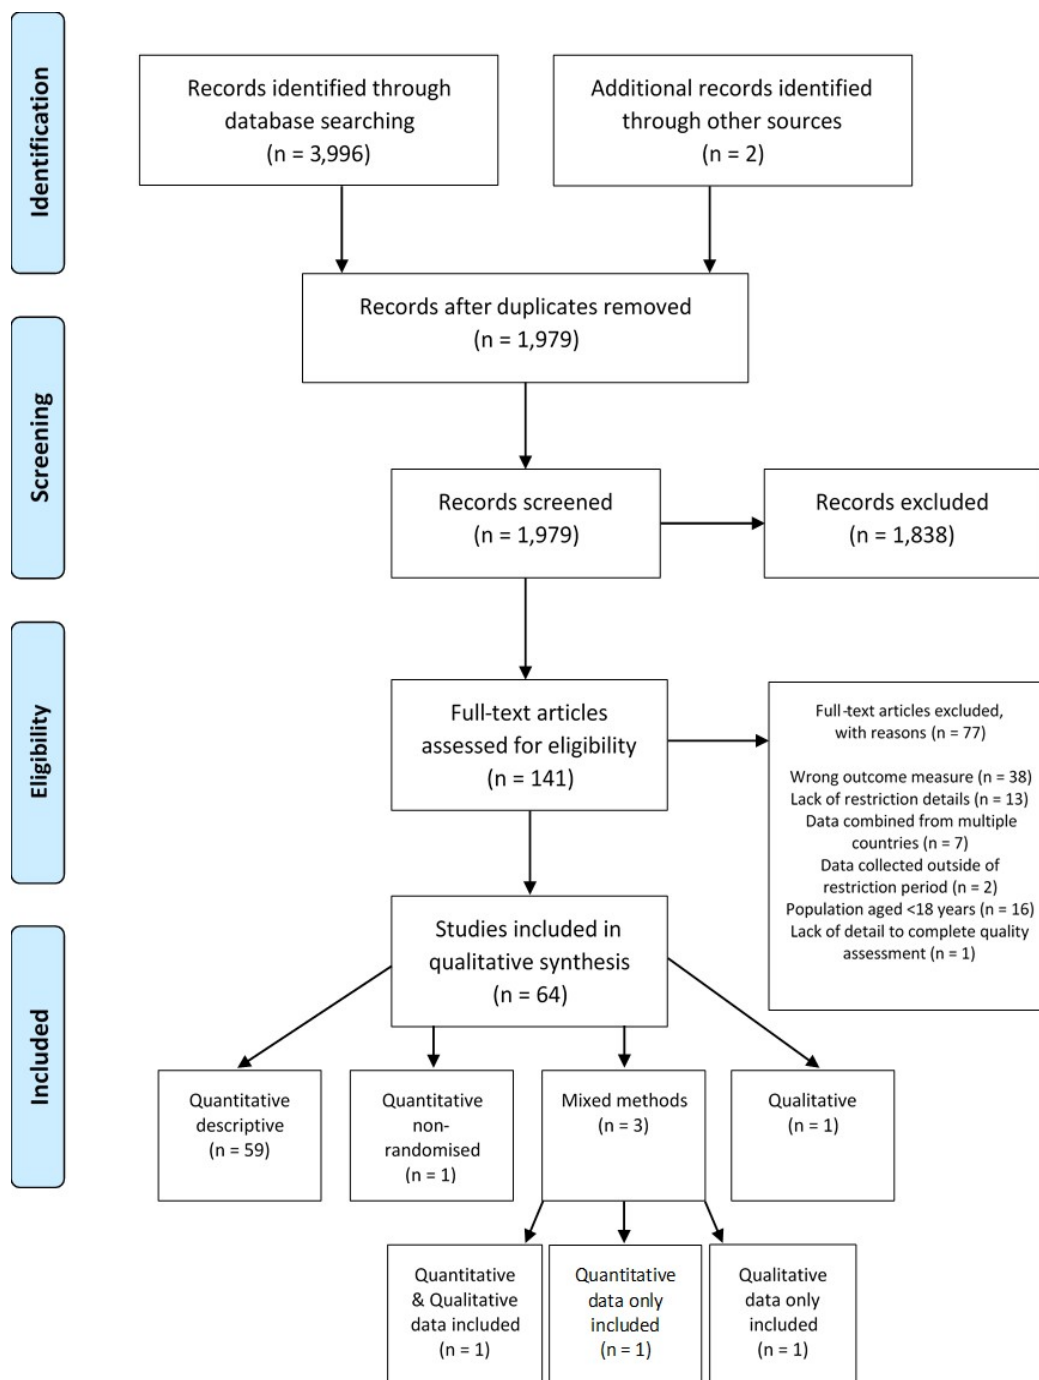 Identification
Records identified through
database searching
(n = 3,996)
Additional records identified
through other sources
(n = 2)
Records after duplicates removed
(n = 1,979)
Screening
Records screened
(n = 1,979)
Records excluded
(n = 1,838)
Eligibility
Full-text articles
assessed for eligibility
(n = 141)
Full-text articles excluded,
with reasons (n = 77)
Wrong outcome measure (n = 38)
Lack of restriction details (n = 13)
Data combined from multiple
countries (n = 7)
Data collected outside of
restriction period (n = 2)
Population aged <18 years (n = 16)
Lack of detail to complete quality
assessment (n = 1)
Included
Studies included in
qualitative synthesis
(n = 64)
Quantitative
descriptive
(n = 59)
Quantitative
non-
randomised
(n = 1)
Mixed methods
(n = 3)
Qualitative
(n = 1)
Quantitative
& Qualitative
data included
(n = 1)
Quantitative
data only
included
(n = 1)
Qualitative
data only
included
(n = 1)